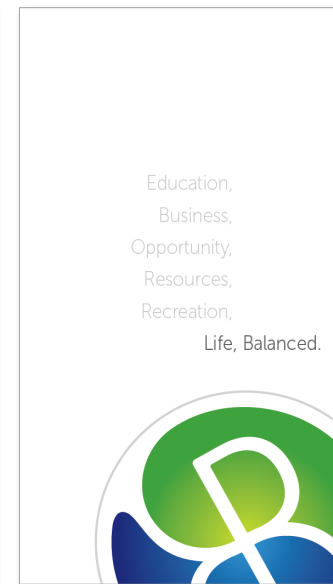 Education,
Business,
Opportunity,
Resources,
Recreation,
Life, Balanced.